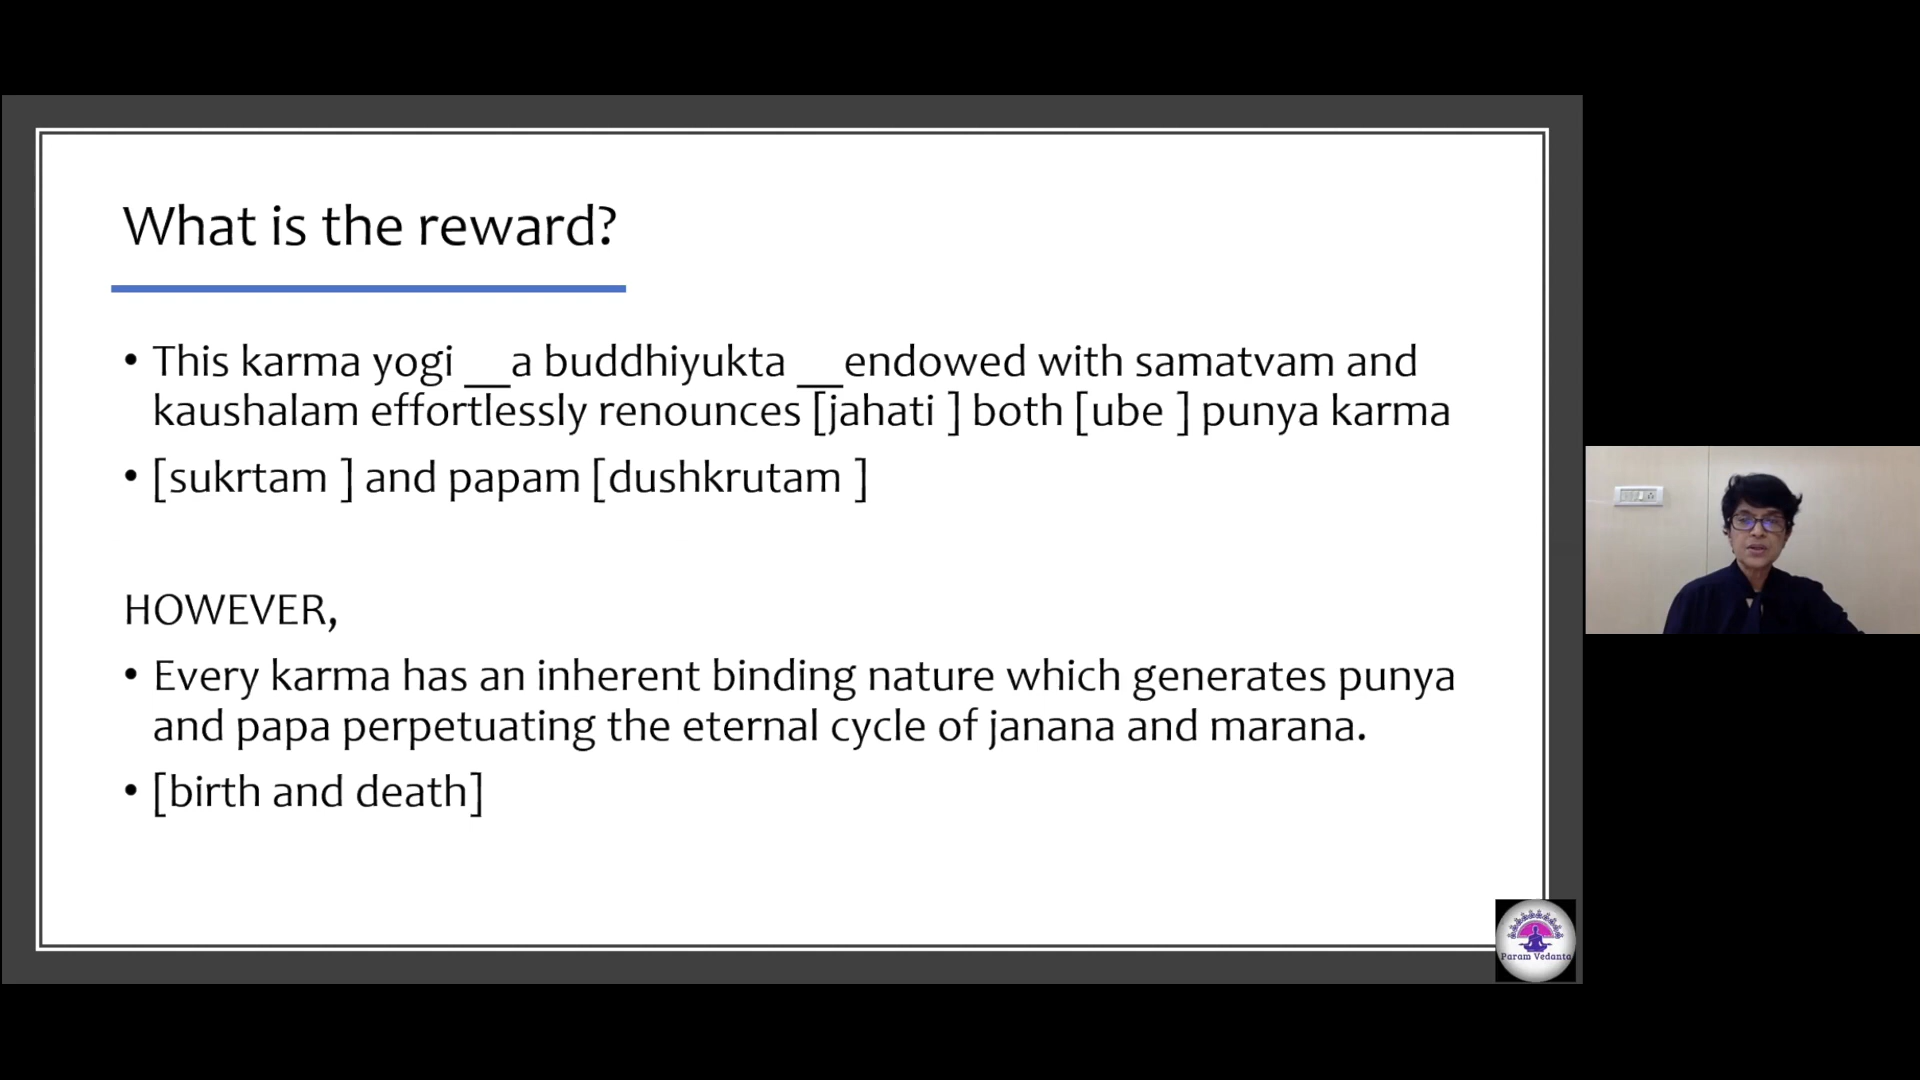 What is the reward?
• This karma yogi __a buddhiyukta __endowed with samatvam and
kaushalam effortlessly renounces [jahati ] both [ube ] punya karma
• [sukrtam ] and papam [dushkrutam ]
HOWEVER,
• Every karma has an inherent binding nature which generates punya
and papa perpetuating the eternal cycle of janana and marana.
• [birth and death]
Param Vedanta